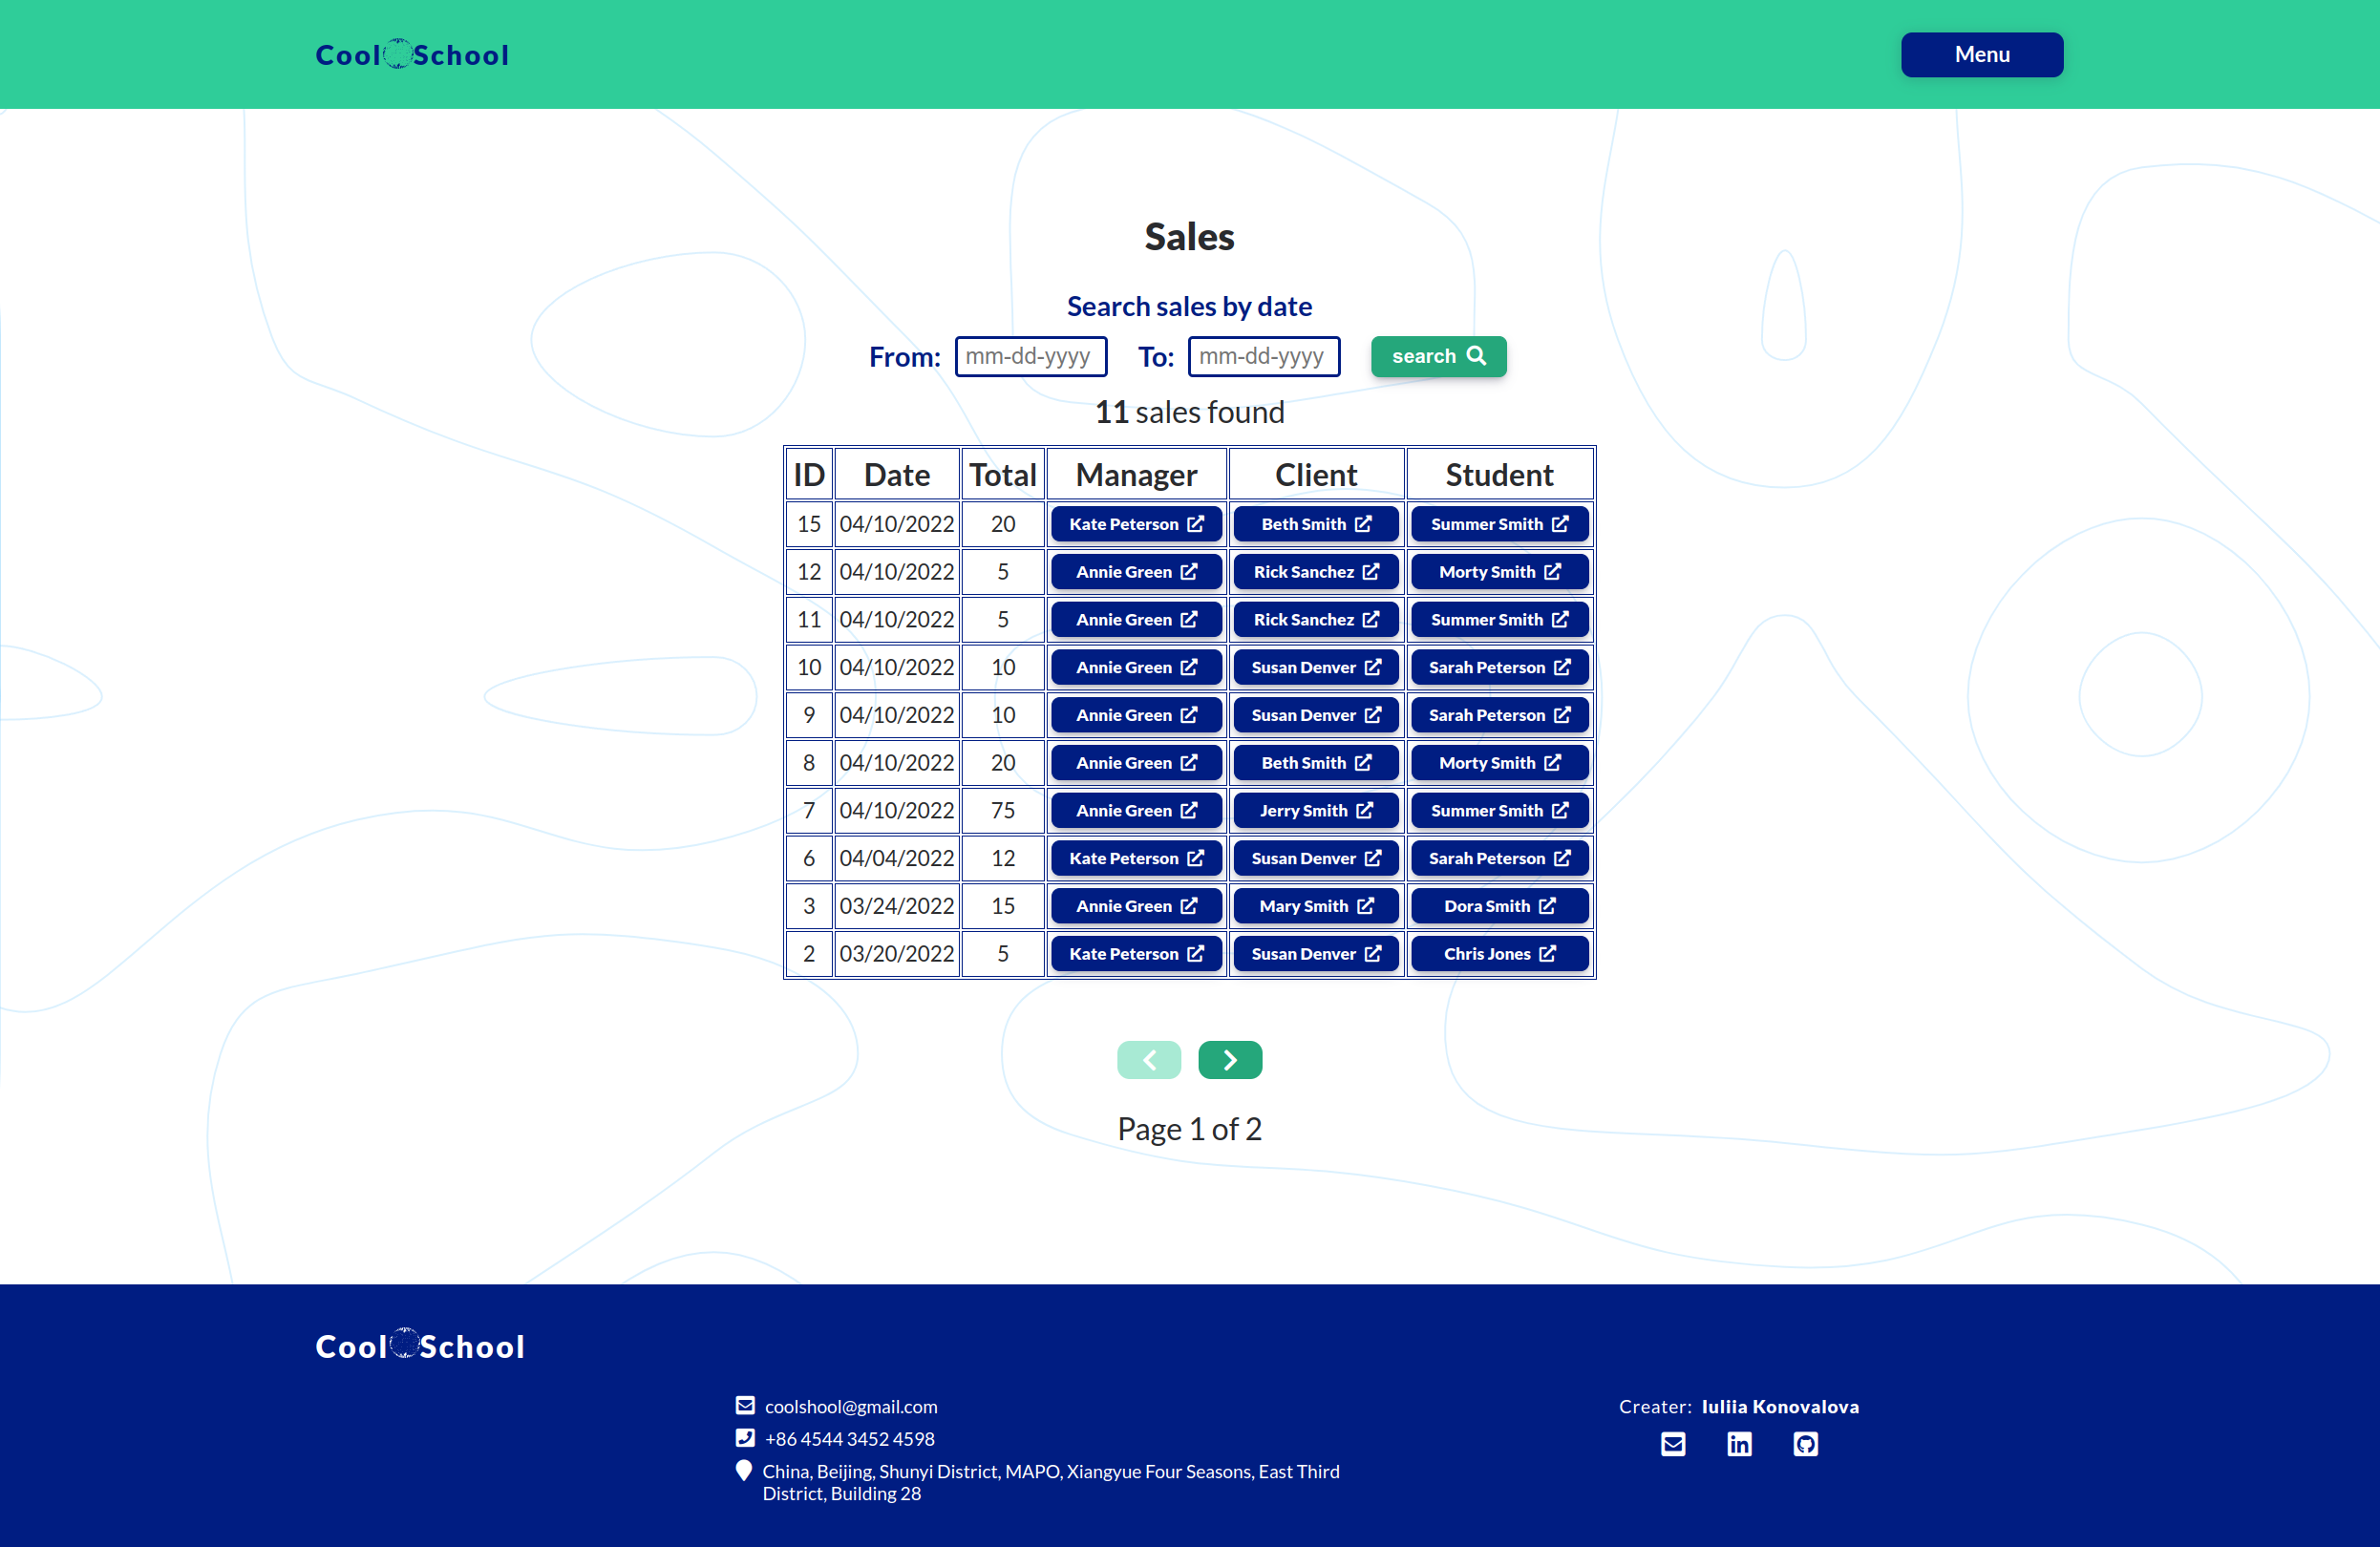 Cool School
Menu
Sales
Search sales by date
From: mm-dd-yyyy To: mm-dd-yyyy search
11 sales found
ID Date Total Manager Client Student
15 04/10/2022 20 Kate Peterson Beth Smith Summer Smith
12 04/10/2022 5 Annie Green Rick Sanchez Morty Smith
11 04/10/2022 5 Annie Green Rick Sanchez Summer Smith
10 04/10/2022 10 Annie Green Susan Denver Sarah Peterson
9 04/10/2022 10 Annie Green Susan Denver Sarah Peterson
8 04/10/2022 20 Annie Green Beth Smith Morty Smith
7 04/10/2022 75 Annie Green Jerry Smith Summer Smith
6 04/04/2022 12 Kate Peterson Susan Denver Sarah Peterson
3 03/24/2022 15 Annie Green Mary Smith Dora Smith
2 03/20/2022 5 Kate Peterson Susan Denver Chris Jones
Page 1 of 2
Cool School
coolshool@gmail.com
+86 4544 3452 4598
China, Beijing, Shunyi District, MAPO, Xiangyue Four Seasons, East Third
District, Building 28
Creater: Iuliia Konovalova